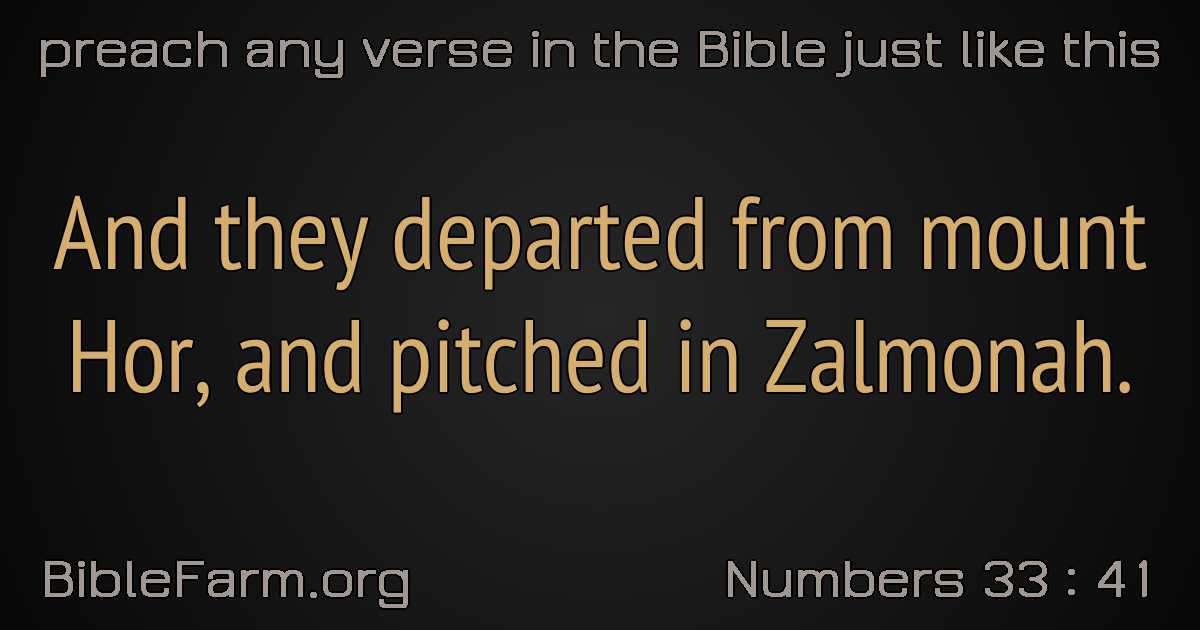 preach any verse in the Bible just like this
And they departed from mount
Hor, and pitched in Zalmonah.
BibleFarm.org
Numbers 33 : 41